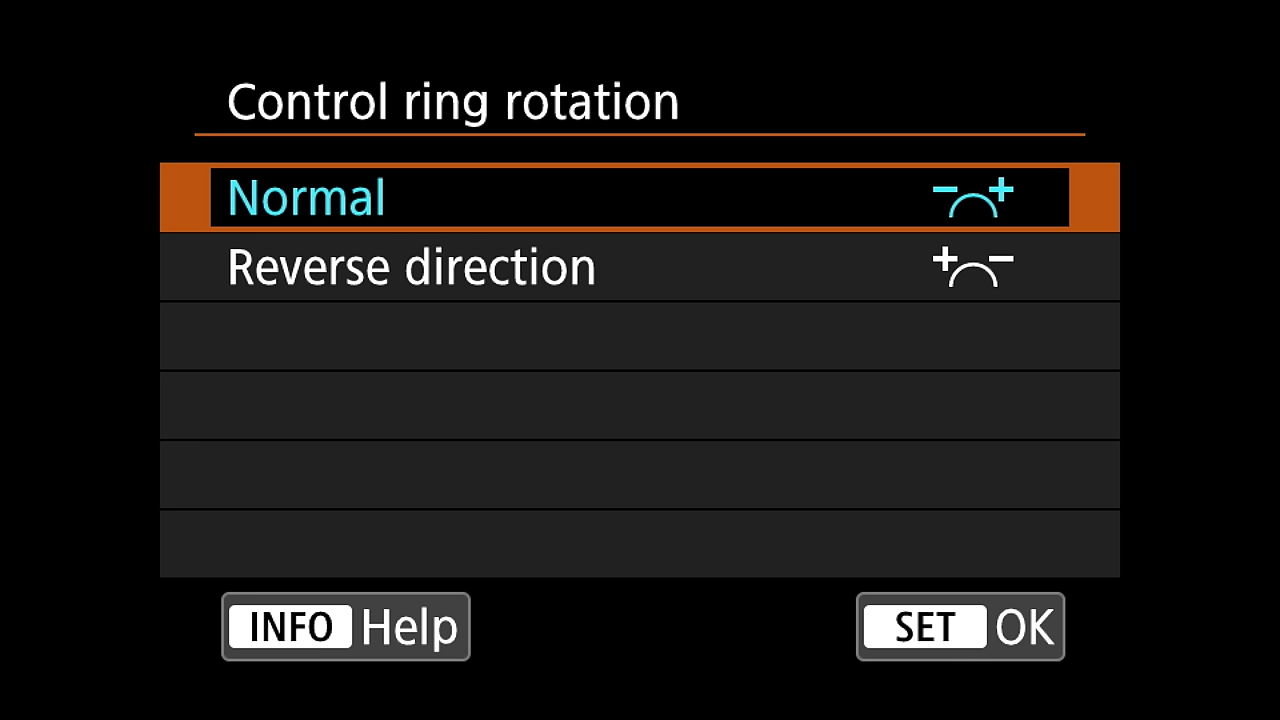 Control ring rotation
Normal -+
Reverse direction +-
INFO Help SET OK